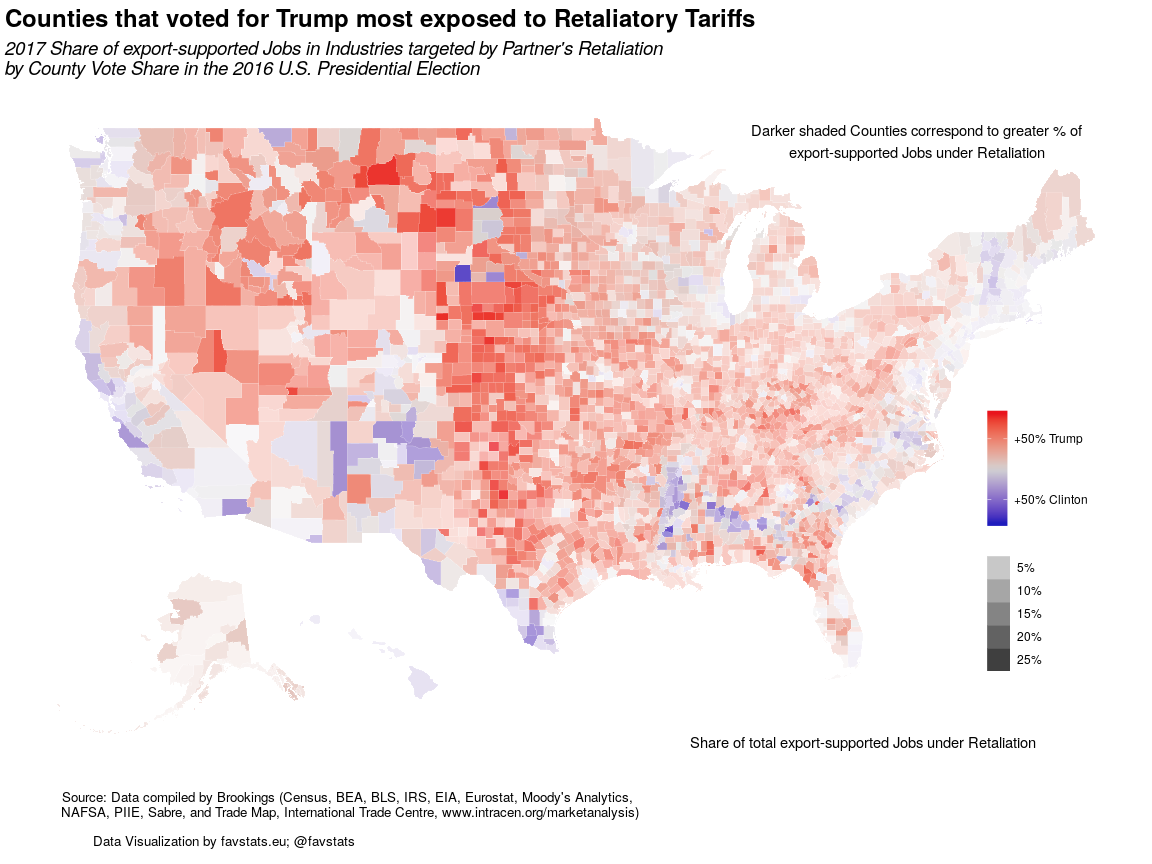 Counties that voted for Trump most exposed to Retaliatory Tariffs
2017 Share of export-supported Jobs in Industries targeted by Partner's Retaliation
by County Vote Share in the 2016 U.S. Presidential Election
Darker shaded Counties correspond to greater % of
export-supported Jobs under Retaliation
+50% Trump
+50% Clinton
5%
10%
15%
20%
25%
Share of total export-supported Jobs under Retaliation
Source: Data compiled by Brookings (Census, BEA, BLS, IRS, EIA, Eurostat, Moody's Analytics,
NAFSA, PIIE, Sabre, and Trade Map, International Trade Centre, www.intracen.org/marketanalysis)
Data Visualization by favstats.eu; @favstats